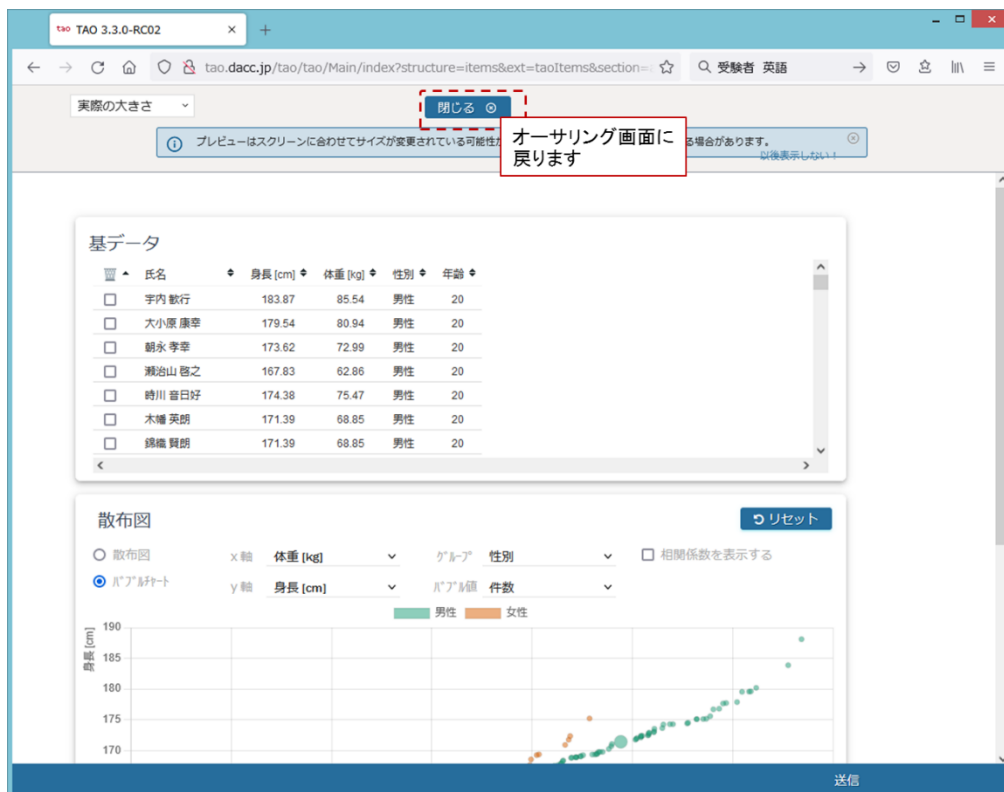 tao TAO 3.3.0-RC02
tao.dacc.jp/tao/tao/Main/index?structure=items&ext=taoItems&section=
受験者 英語
実際の大きさ
閉じる
プレビューはスクリーンに合わせてサイズが変更されている可能性が
る場合があります。
以後表示しない!
オーサリング画面に
戻ります
基データ
氏名 身長 [cm] 体重 [kg] 性別 年齢
宇内 歓行 183.87 85.54 男性 20
大小原 康幸 179.54 80.94 男性 20
朝永 孝幸 173.62 72.99 男性 20
瀬治山 啓之 167.83 62.86 男性 20
時川 音日好 174.38 75.47 男性 20
木幡 英朗 171.39 68.85 男性 20
錦織 賢朗 171.39 68.85 男性 20
散布図
リセット
散布図 x 軸 体重 [kg] グループ 性別 相関係数を表示する
バブルチャート y 軸 身長 [cm] バブル値 件数
男性 女性
身長 [cm]
190
185
180
175
170
送信